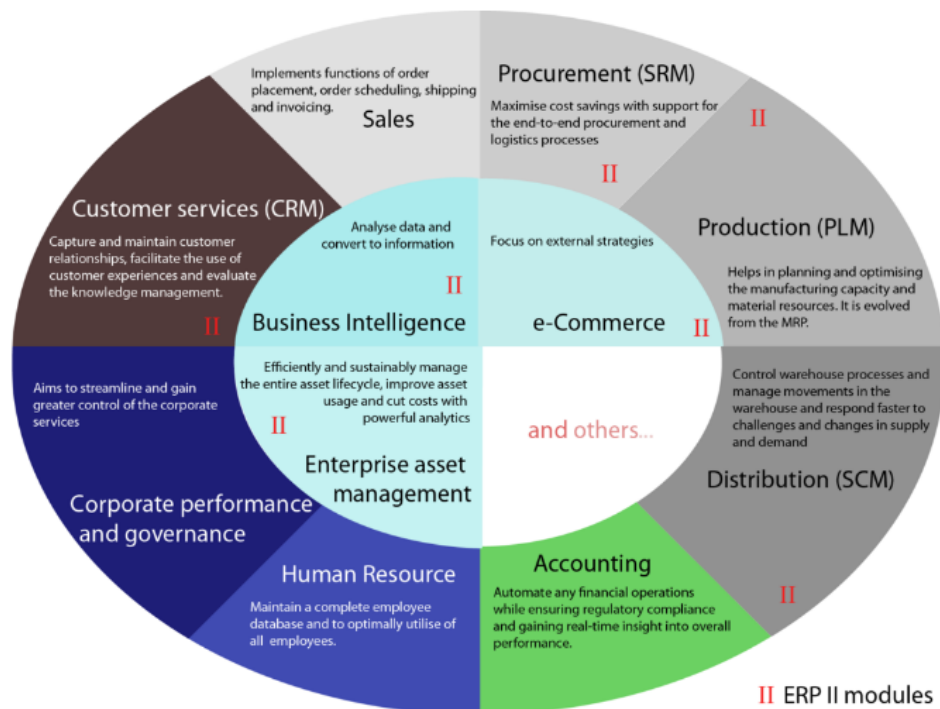 Implements functions of order
placement, order scheduling, shipping
and invoicing.
Sales
Procurement (SRM)
Maximise cost savings with support for
the end-to-end procurement and
logistics processes
II
II
Production (PLM)
Helps in planning and optimising
the manufacturing capacity and
material resources. It is evolved
from the MRP.
Customer services (CRM)
Capture and maintain customer
relationships, facilitate the use of
customer experiences and evaluate
the knowledge management.
II
Analyse data and
convert to information
II
Business Intelligence
Focus on external strategies
e-Commerce
II
Aims to streamline and gain
greater control of the corporate
services
Corporate performance
and governance
Efficiently and sustainably manage
the entire asset lifecycle, improve asset
usage and cut costs with
powerful analytics
II
Enterprise asset
management
and others...
Control warehouse processes and
manage movements in the
warehouse and respond faster to
challenges and changes in supply
and demand
Distribution (SCM)
II
Human Resource
Maintain a complete employee
database and to optimally utilise of
all employees.
Accounting
Automate any financial operations
while ensuring regulatory compliance
and gaining real-time insight into overall
performance.
II ERP II modules